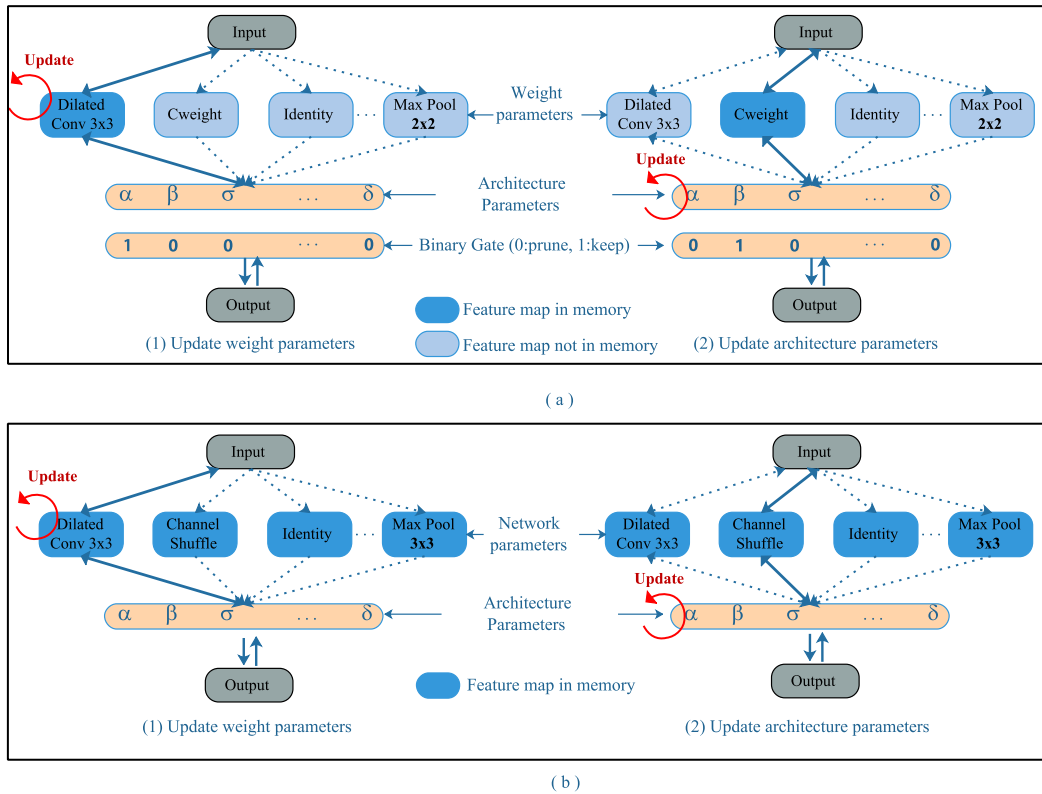 Input
Update
Dilated
Conv 3x3
Cweight
Identity
...
Max Pool
2x2
α β σ ... δ
1 0 0 ... 0
Output
(1) Update weight parameters
Weight
parameters
Architecture
Parameters
Binary Gate (0:prune, 1:keep)
Feature map in memory
Feature map not in memory
Input
Dilated
Conv 3x3
Cweight
Identity
...
Max Pool
2x2
Update
α β σ ... δ
0 1 0 ... 0
Output
(2) Update architecture parameters
( a )
Input
Update
Dilated
Conv 3x3
Channel
Shuffle
Identity
...
Max Pool
3x3
α β σ ... δ
Output
(1) Update weight parameters
Network
parameters
Architecture
Parameters
Feature map in memory
Input
Dilated
Conv 3x3
Channel
Shuffle
Identity
...
Max Pool
3x3
Update
α β σ ... δ
Output
(2) Update architecture parameters
( b )